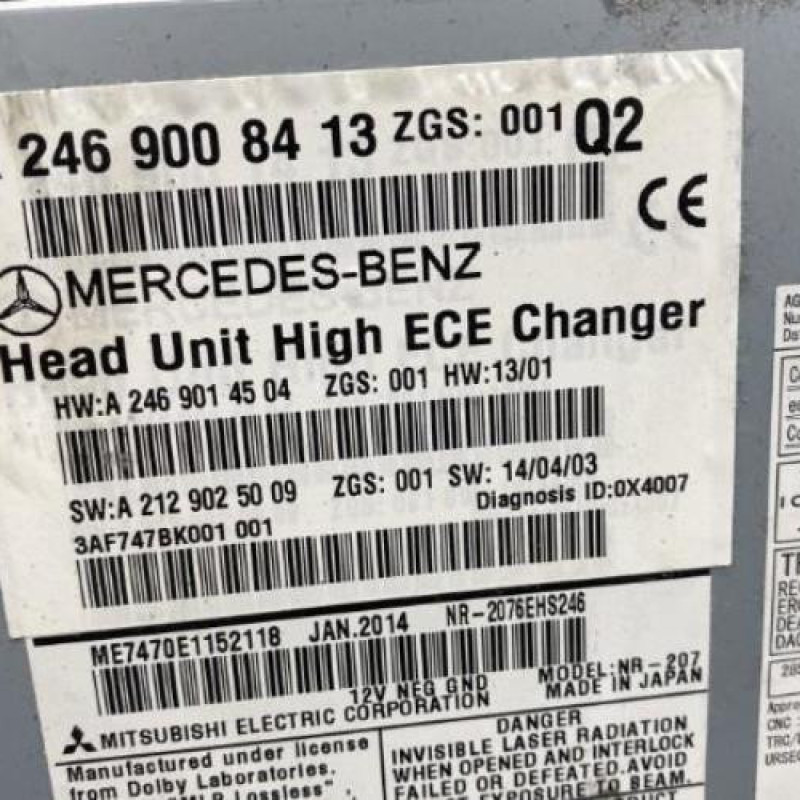 246 900 84 13 ZGS: 001 Q2
CE
MERCEDES-BENZ
Head Unit High ECE Changer
HW:A 246 901 45 04 ZGS: 001 HW:13/01
SW:A 212 902 50 09 ZGS: 001 SW: 14/04/03
3AF747BK001 001 Diagnosis ID:0X4007
ME7470E1152118 JAN.2014 NR-2076EHS246
12V NEG GND MODEL:NR-207
MITSUBISHI ELECTRIC CORPORATION MADE IN JAPAN
Manufactured under license
from Dolby Laboratories.
Lossless"
DANGER
INVISIBLE LASER RADIATION
WHEN OPENED AND INTERLOCK
FAILED OR DEFEATED.AVOID
EXPOSURE TO BEAM.